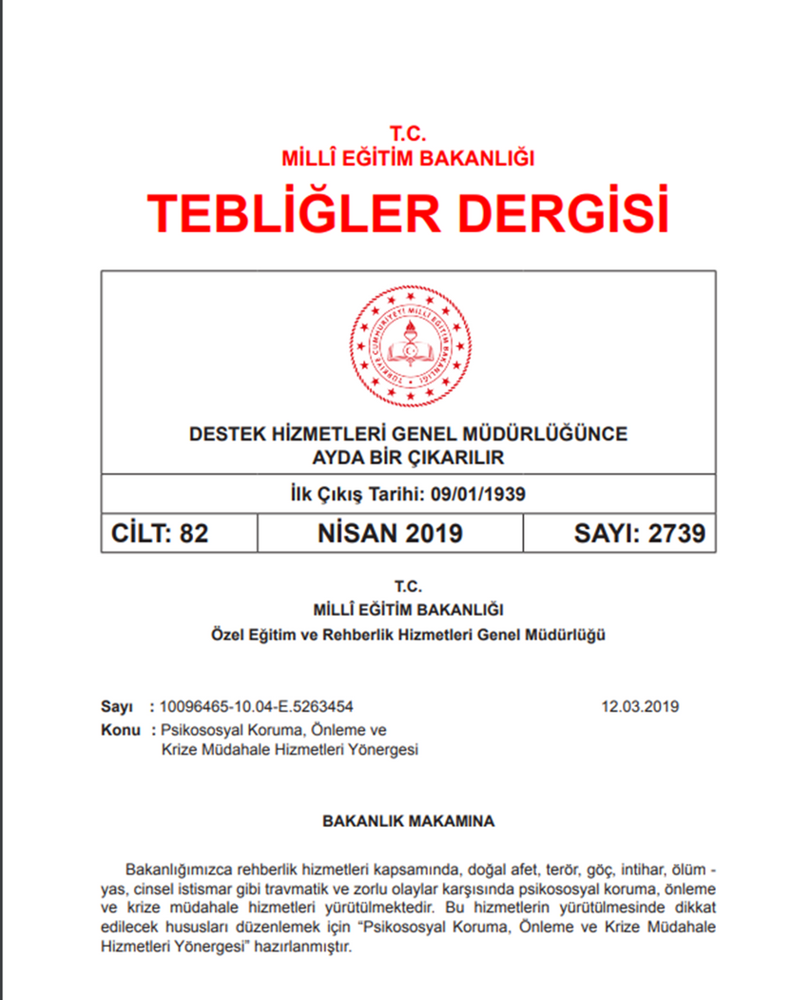 T.C.
MİLLÎ EĞİTİM BAKANLIĞI
TEBLİĞLER DERGİSİ
TÜRKİYE CUMHURİYETİ MİLLÎ EĞİTİM BAKANLIĞI
DESTEK HİZMETLERİ GENEL MÜDÜRLÜĞÜNCE
AYDA BİR ÇIKARILIR
İlk Çıkış Tarihi: 09/01/1939
CİLT: 82 NİSAN 2019 SAYI: 2739
T.C.
MİLLÎ EĞİTİM BAKANLIĞI
Özel Eğitim ve Rehberlik Hizmetleri Genel Müdürlüğü
Sayı : 10096465-10.04-E.5263454 12.03.2019
Konu : Psikososyal Koruma, Önleme ve
Krize Müdahale Hizmetleri Yönergesi
BAKANLIK MAKAMINA
Bakanlığımızca rehberlik hizmetleri kapsamında, doğal afet, terör, göç, intihar, ölüm -
yas, cinsel istismar gibi travmatik ve zorlu olaylar karşısında psikososyal koruma, önleme
ve krize müdahale hizmetleri yürütülmektedir. Bu hizmetlerin yürütülmesinde dikkat
edilecek hususları düzenlemek için “Psikososyal Koruma, Önleme ve Krize Müdahale
Hizmetleri Yönergesi” hazırlanmıştır.